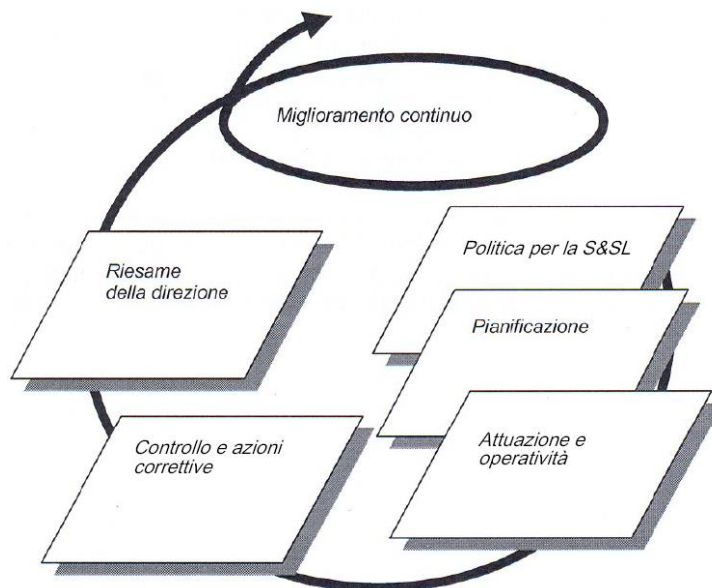 Miglioramento continuo
Politica per la S&SL
Riesame
della direzione
Pianificazione
Controllo e azioni
correttive
Attuazione e
operatività